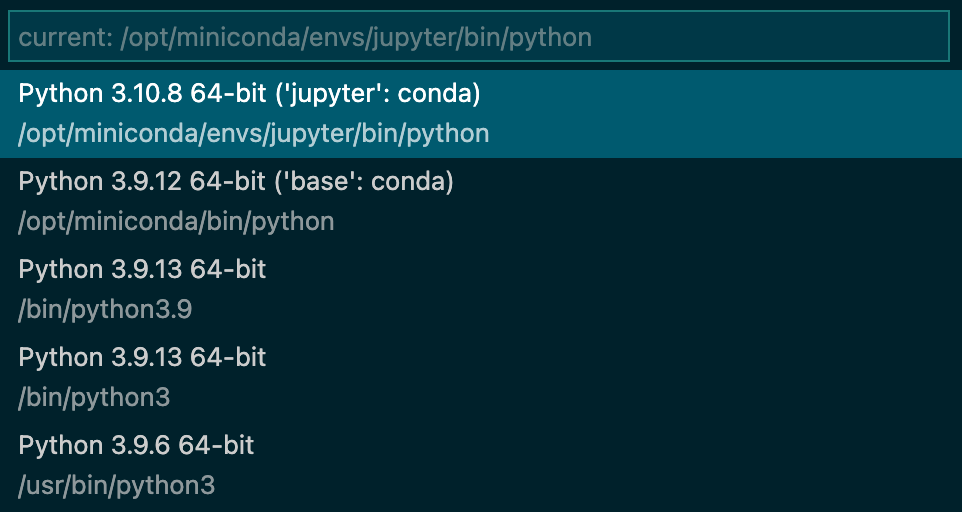 current: /opt/miniconda/envs/jupyter/bin/python
Python 3.10.8 64-bit ('jupyter': conda)
/opt/miniconda/envs/jupyter/bin/python
Python 3.9.12 64-bit ('base': conda)
/opt/miniconda/bin/python
Python 3.9.13 64-bit
/bin/python3.9
Python 3.9.13 64-bit
/bin/python3
Python 3.9.6 64-bit
/usr/bin/python3